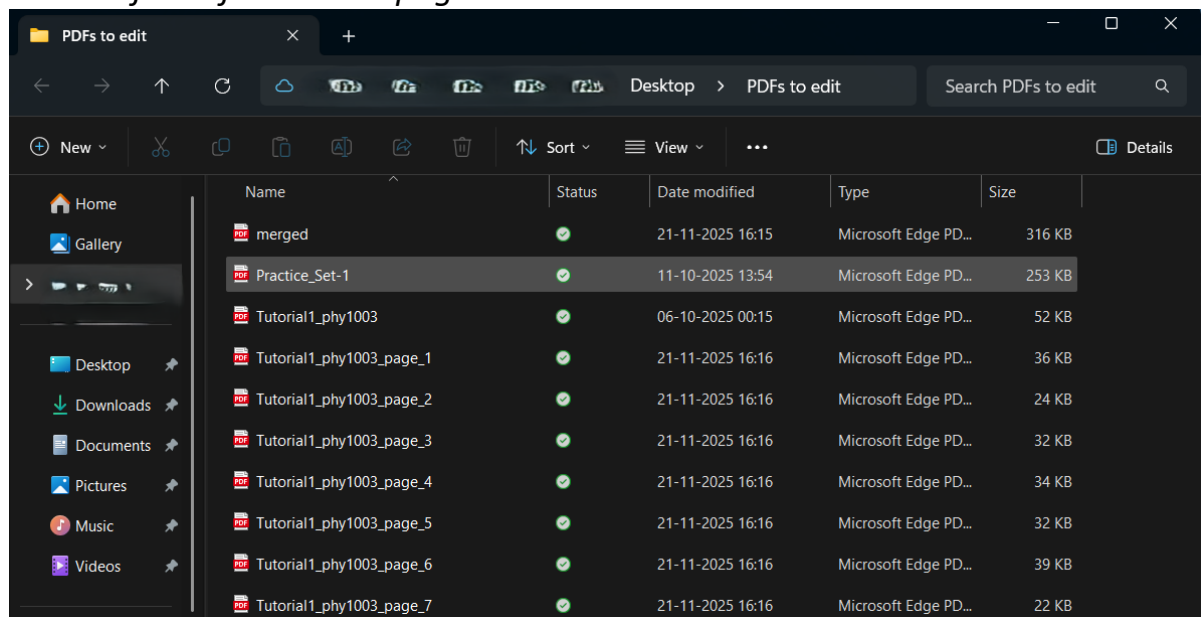 PDFs to edit
Desktop > PDFs to edit
Search PDFs to edit
New
Sort
View
Details
Name Status Date modified Type Size
Home
Gallery
Desktop
Downloads
Documents
Pictures
Music
Videos
merged 21-11-2025 16:15 Microsoft Edge PD... 316 KB
Practice_Set-1 11-10-2025 13:54 Microsoft Edge PD... 253 KB
Tutorial1_phy1003 06-10-2025 00:15 Microsoft Edge PD... 52 KB
Tutorial1_phy1003_page_1 21-11-2025 16:16 Microsoft Edge PD... 36 KB
Tutorial1_phy1003_page_2 21-11-2025 16:16 Microsoft Edge PD... 24 KB
Tutorial1_phy1003_page_3 21-11-2025 16:16 Microsoft Edge PD... 32 KB
Tutorial1_phy1003_page_4 21-11-2025 16:16 Microsoft Edge PD... 34 KB
Tutorial1_phy1003_page_5 21-11-2025 16:16 Microsoft Edge PD... 32 KB
Tutorial1_phy1003_page_6 21-11-2025 16:16 Microsoft Edge PD... 39 KB
Tutorial1_phy1003_page_7 21-11-2025 16:16 Microsoft Edge PD... 22 KB